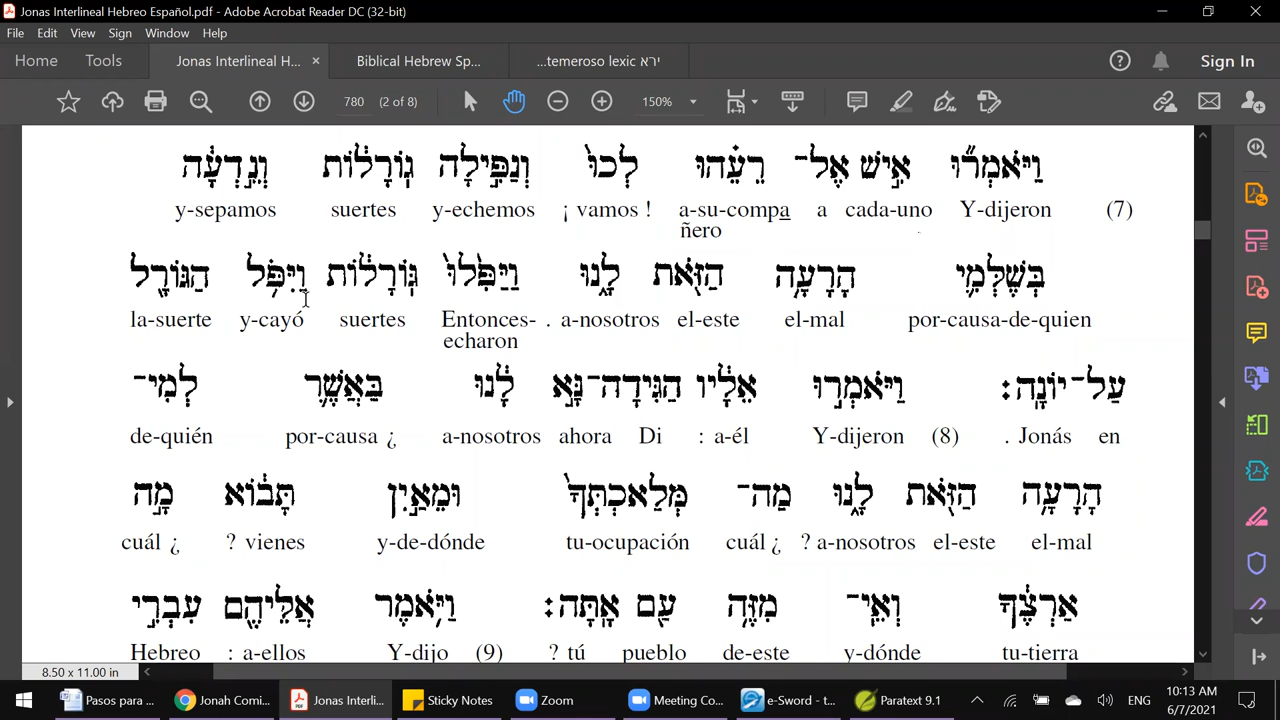 Jonas Interlineal Hebreo Español.pdf - Adobe Acrobat Reader DC (32-bit)
File Edit View Sign Window Help
Home Tools Jonas Interlineal H... × Biblical Hebrew Sp... ...temeroso lexic ירא Sign In
780 (2 of 8) 150%
וַיֹּאמְר֞וּ אִ֣ישׁ אֶל־ רֵעֵ֗הוּ לְכוּ֙ וְנַפִּ֣ילָה גֽוֹרָל֔וֹת וְנֵ֣דְעָ֔ה
(7) Y-dijeron cada-uno a a-su-compa ¡ vamos ! y-echemos suertes y-sepamos
ñero
בְּשֶׁלְּמִ֛י הָרָעָ֥ה הַזֹּ֖את לָ֑נוּ וַיַּפִּ֙לוּ֙ גּֽוֹרָל֔וֹת וַיִּפֹּ֥ל הַגּוֹרָ֖ל
por-causa-de-quien el-mal el-este a-nosotros . Entonces- suertes y-cayó la-suerte
echaron
עַל־ יוֹנָֽה׃ וַיֹּאמְר֣וּ אֵלָ֔יו הַגִּידָה־נָּ֣א לָ֔נוּ בַּאֲשֶׁ֛ר לְמִי־
en Jonás . (8) Y-dijeron a-él : Di ahora a-nosotros ¿ por-causa de-quién
הָרָעָ֥ה הַזֹּ֖את לָ֑נוּ מַה־ מְּלַאכְתְּךָ֙ וּמֵאַ֣יִן תָּב֔וֹא מָ֣ה
el-mal el-este a-nosotros ? ¿ cuál tu-ocupación y-de-dónde vienes ? ¿ cuál
אַרְצֶ֔ךָ וְאֵֽי־ מִזֶּ֥ה עַ֖ם אָֽתָּה׃ וַיֹּ֥אמֶר אֲלֵיהֶ֖ם עִבְרִ֣י
tu-tierra y-dónde de-este pueblo tú ? (9) Y-dijo a-ellos : Hebreo
8.50 x 11.00 in
Pasos para ... Jonah Comi... Jonas Interli... Sticky Notes Zoom Meeting Co... e-Sword - t... Paratext 9.1 ENG 10:13 AM
6/7/2021